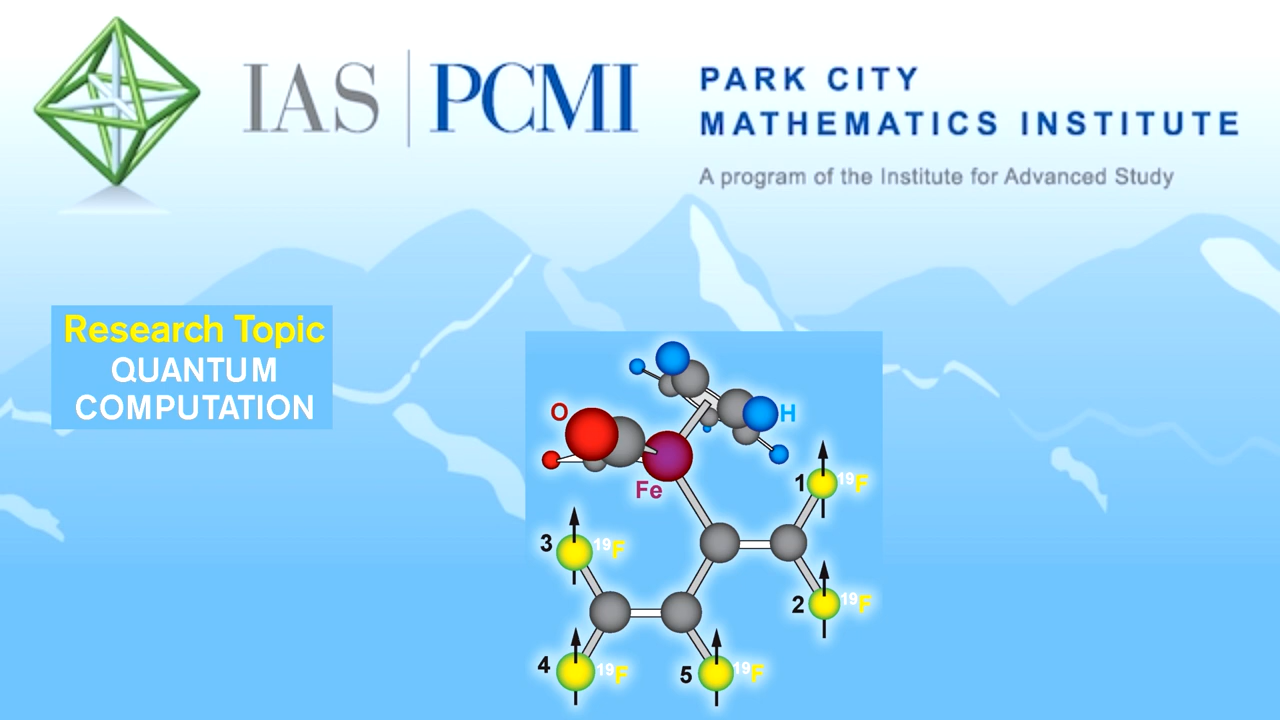 IAS | PCMI
PARK CITY
MATHEMATICS INSTITUTE
A program of the Institute for Advanced Study
Research Topic
QUANTUM
COMPUTATION
O
H
Fe
1 19F
3 19F
2 19F
4 19F
5 19F